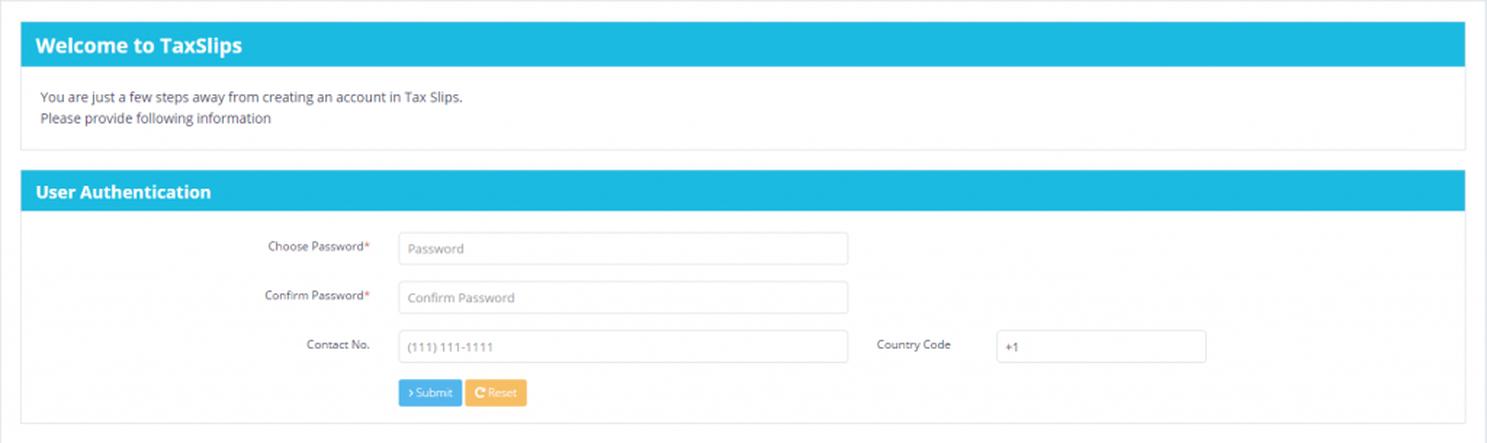 Welcome to TaxSlips
You are just a few steps away from creating an account in Tax Slips.
Please provide following information
User Authentication
Choose Password* Password
Confirm Password* Confirm Password
Contact No. (111) 111-1111 Country Code +1
Submit Reset